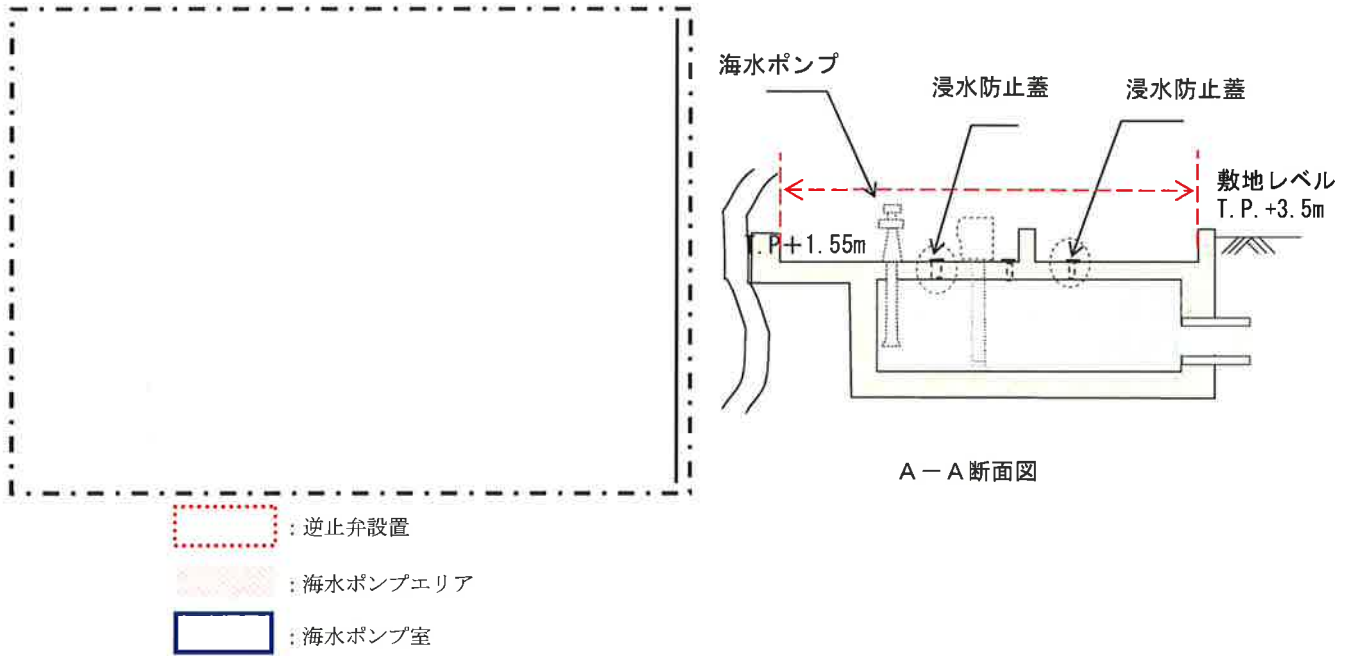 海水ポンプ
浸水防止蓋
浸水防止蓋
敷地レベル
T.P.+3.5m
.P+1.55m
A-A断面図
:逆止弁設置
:海水ポンプエリア
:海水ポンプ室